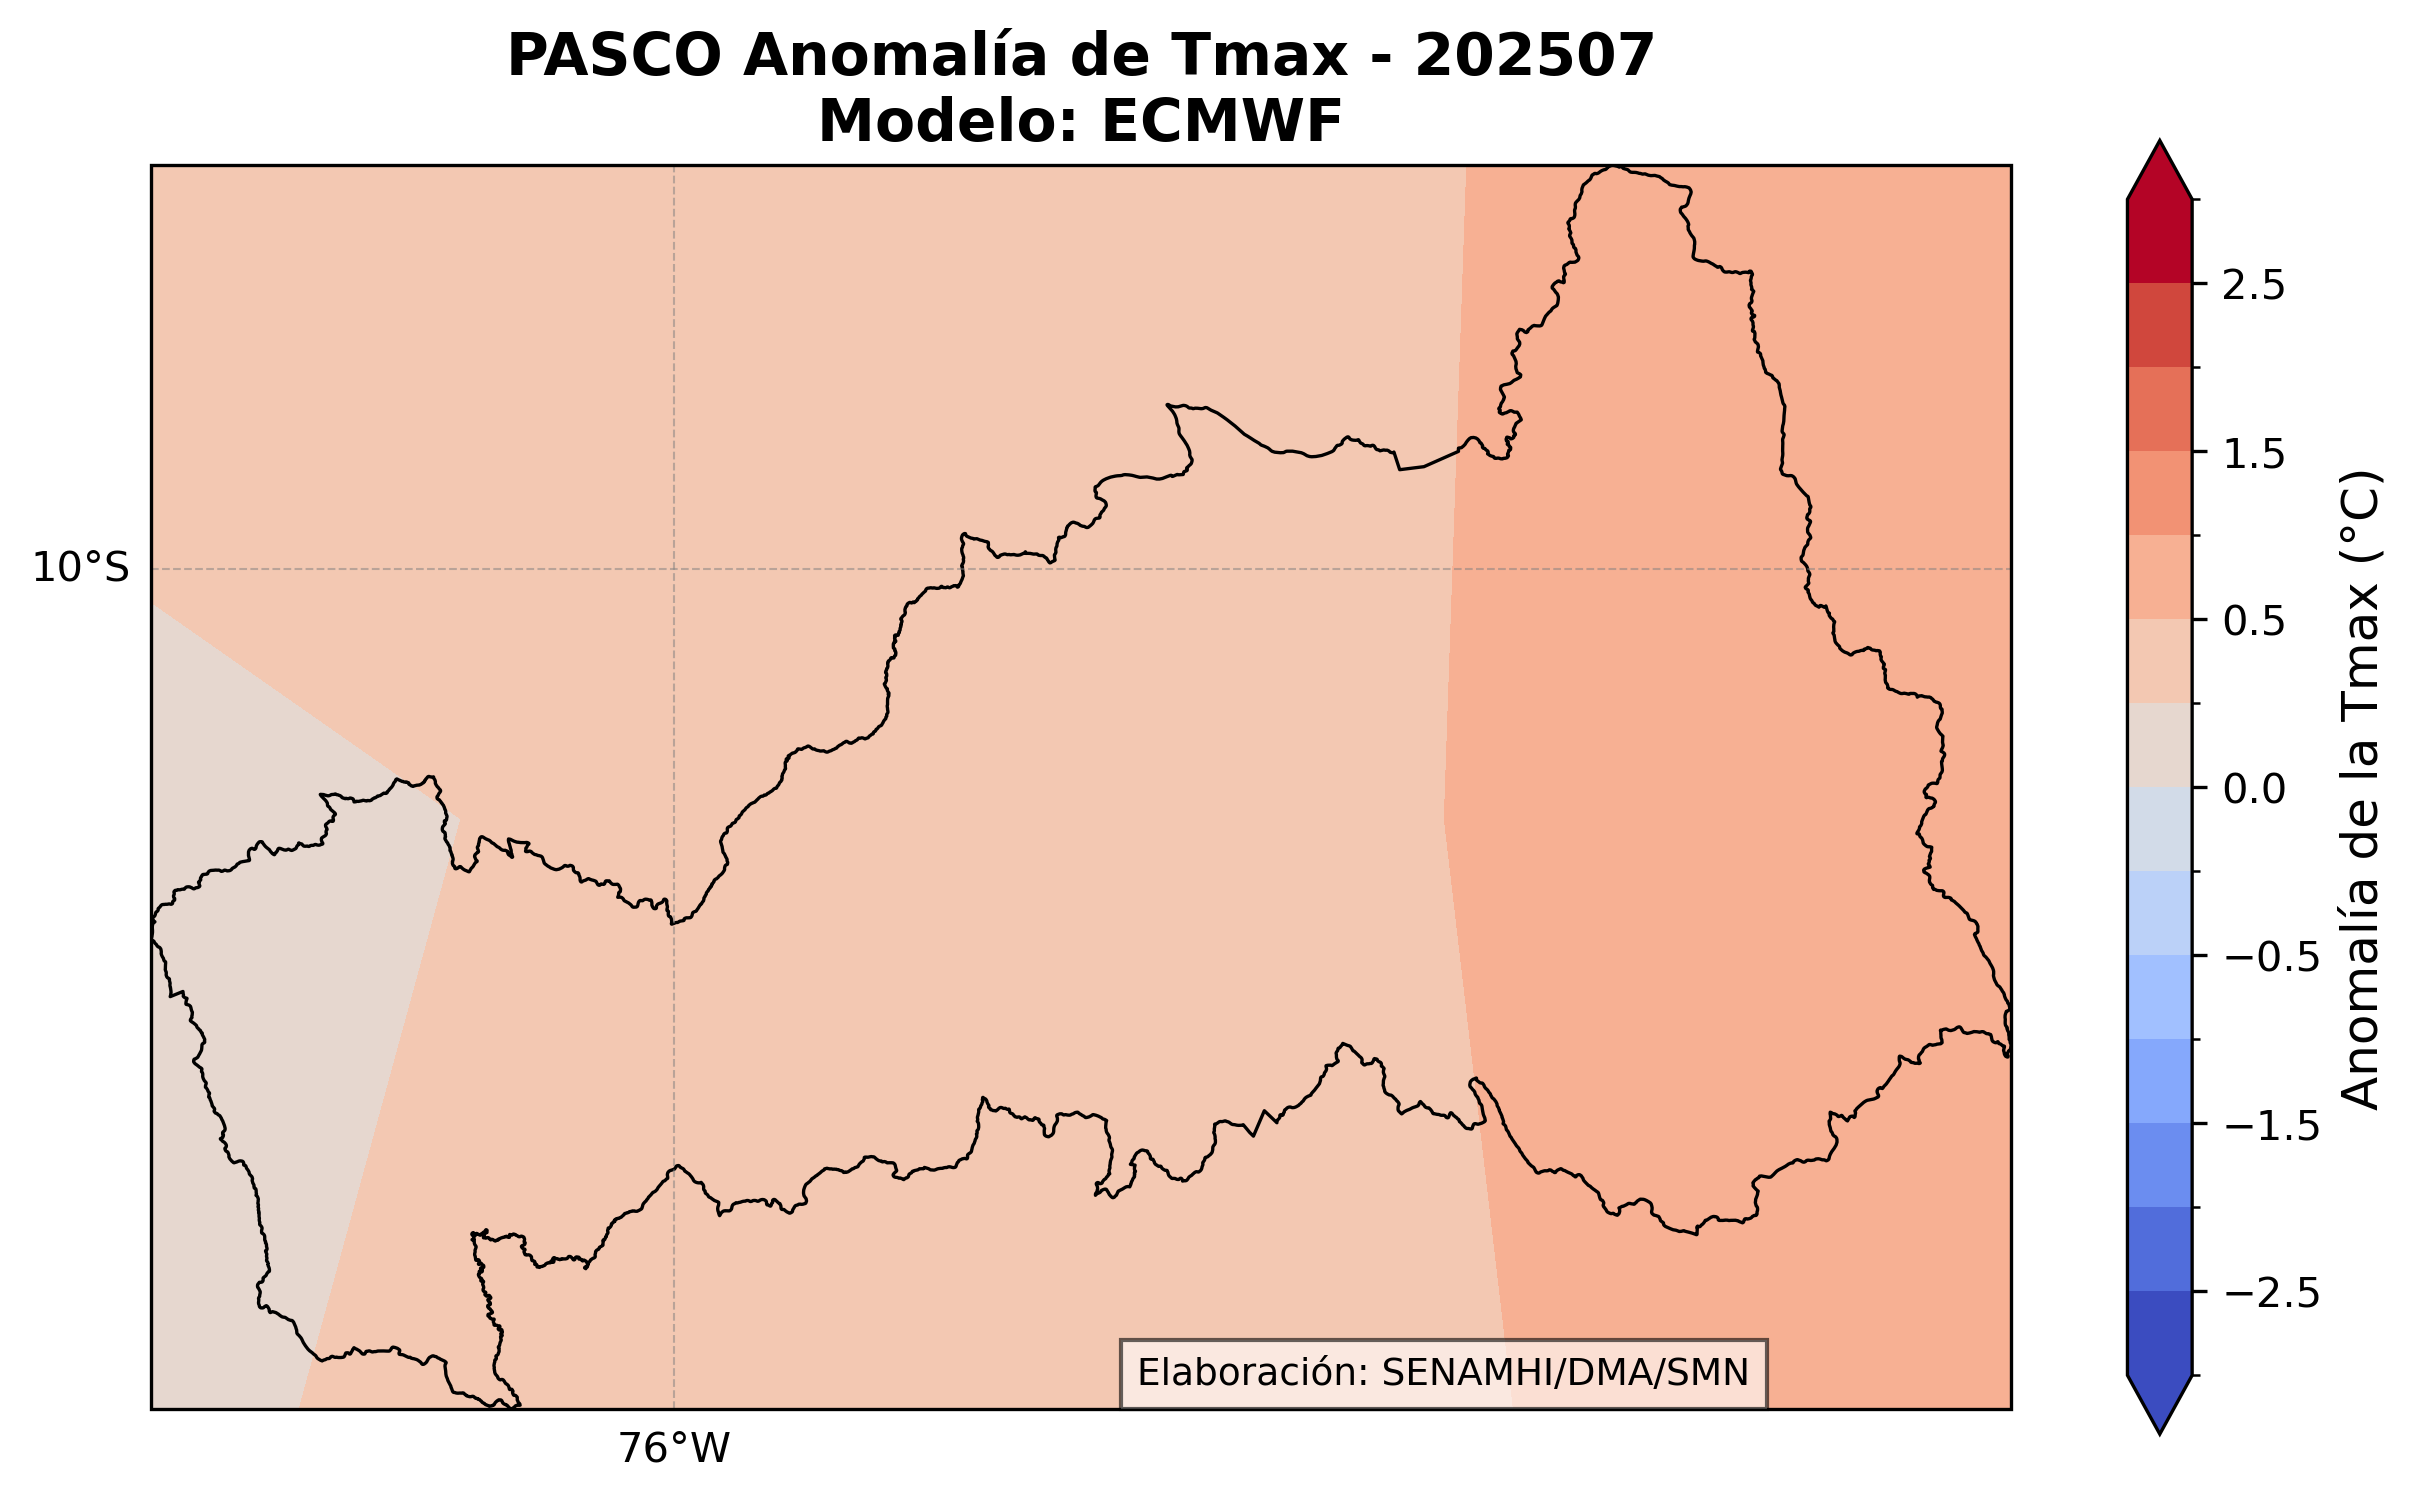 PASCO Anomalía de Tmax - 202507
Modelo: ECMWF
10°S
76°W
Elaboración: SENAMHI/DMA/SMN
2.5
1.5
0.5
0.0
−0.5
−1.5
−2.5
Anomalía de la Tmax (°C)